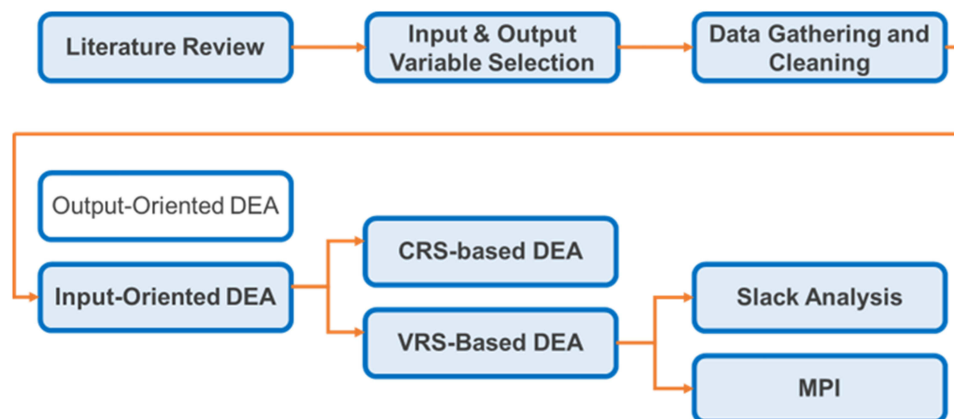 Literature Review
Input & Output
Variable Selection
Data Gathering and
Cleaning
Output-Oriented DEA
Input-Oriented DEA
CRS-based DEA
VRS-Based DEA
Slack Analysis
MPI